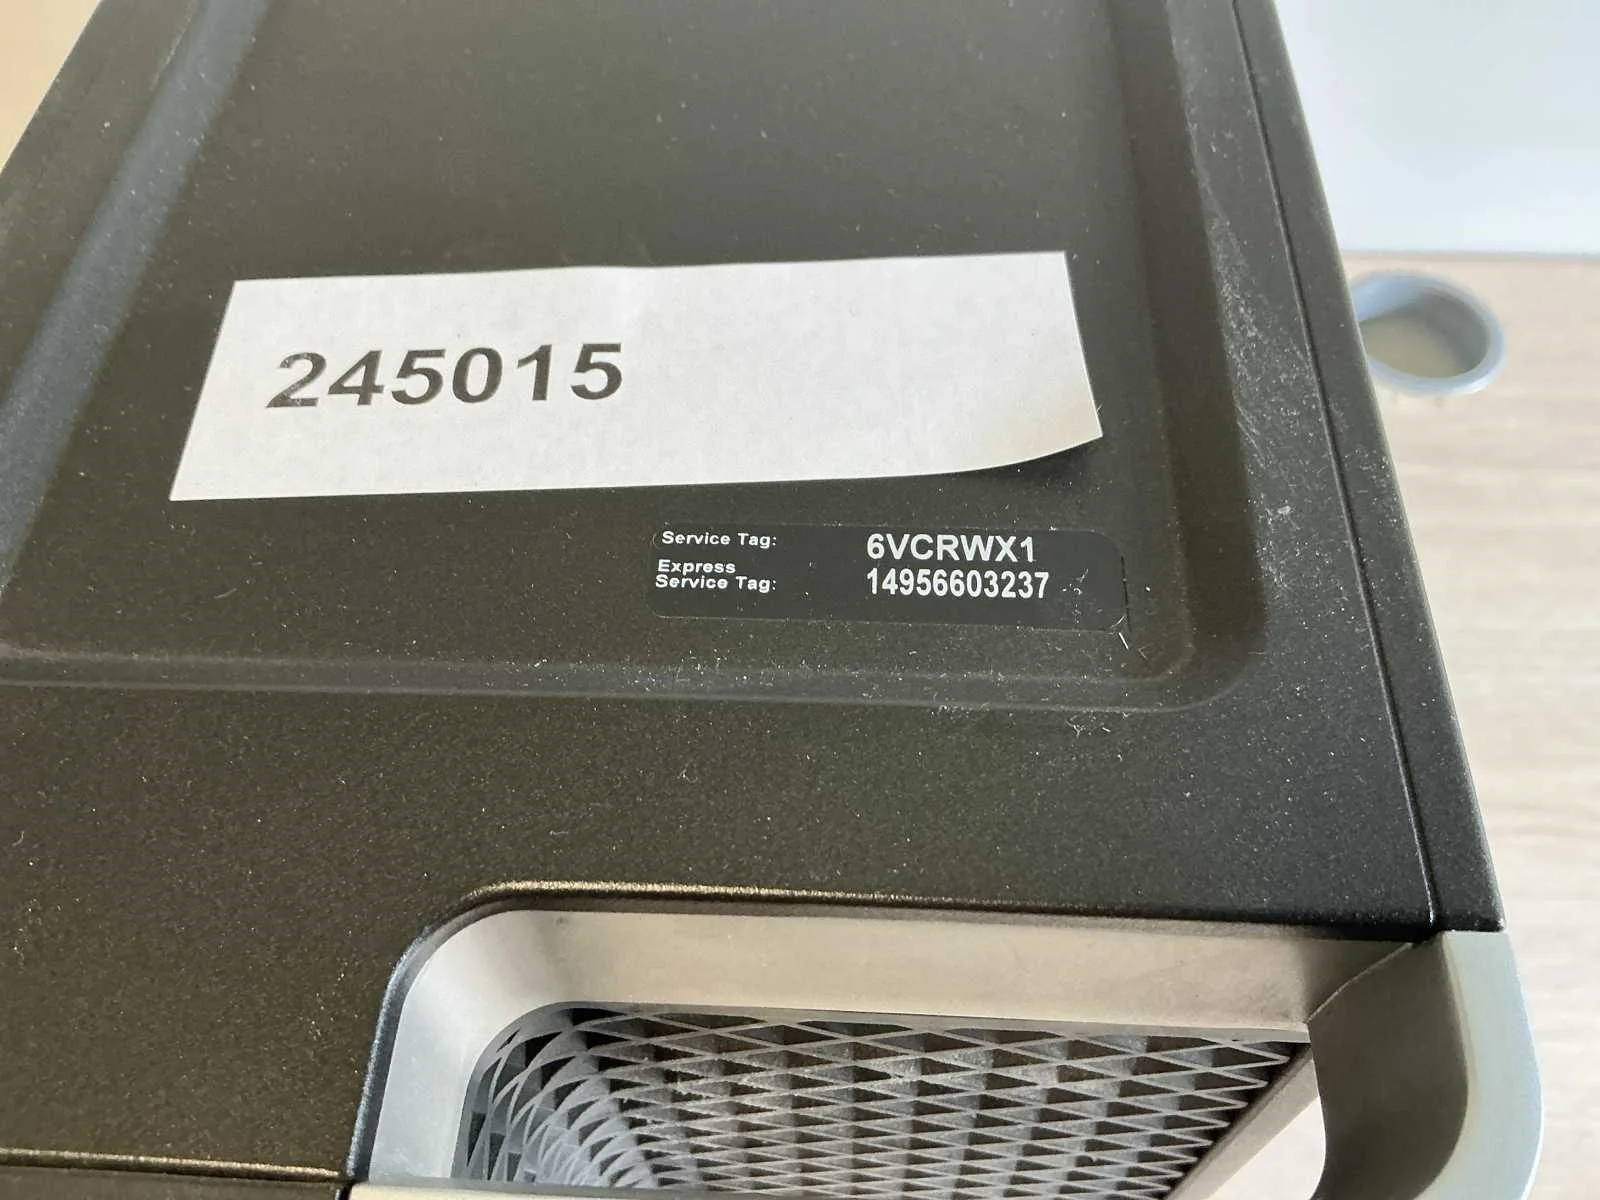 245015
Service Tag: 6VCRWX1
Express
Service Tag: 14956603237